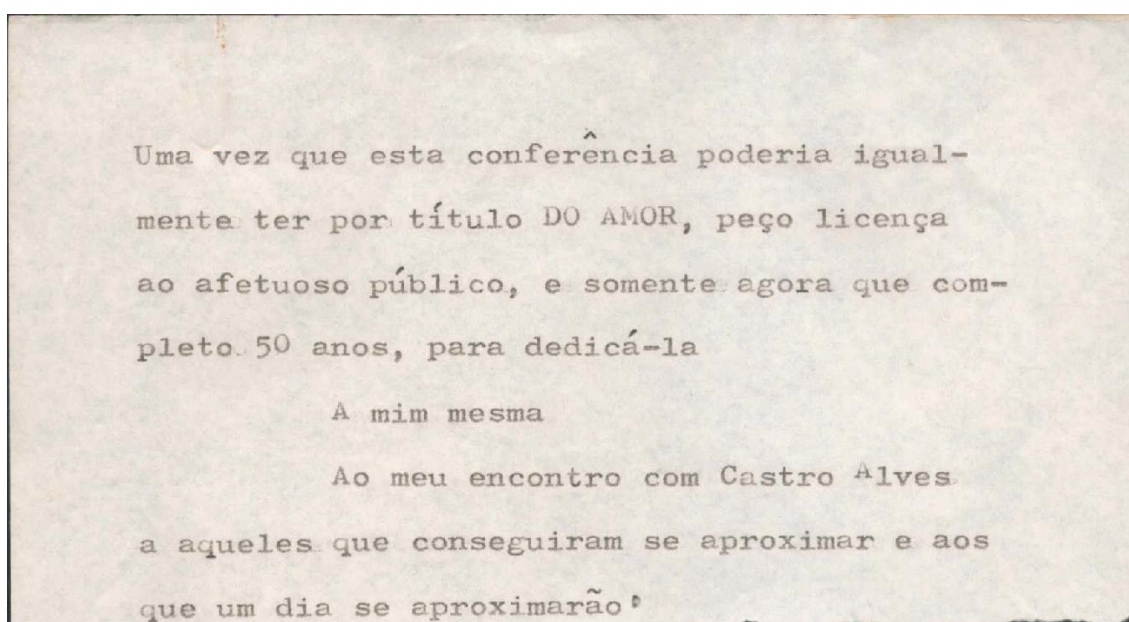 Uma vez que esta conferência poderia igual-
mente ter por título DO AMOR, peço licença
ao afetuoso público, e somente agora que com-
pleto 50 anos, para dedicá-la
A mim mesma
Ao meu encontro com Castro Alves
a aqueles que conseguiram se aproximar e aos
que um dia se aproximarão.